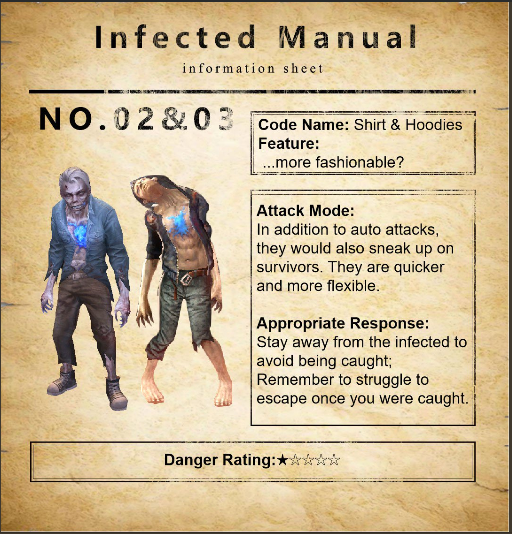 Infected Manual
information sheet
NO.02&03
Code Name: Shirt & Hoodies
Feature:
...more fashionable?
Attack Mode:
In addition to auto attacks,
they would also sneak up on
survivors. They are quicker
and more flexible.
Appropriate Response:
Stay away from the infected to
avoid being caught;
Remember to struggle to
escape once you were caught.
Danger Rating:★☆☆☆☆